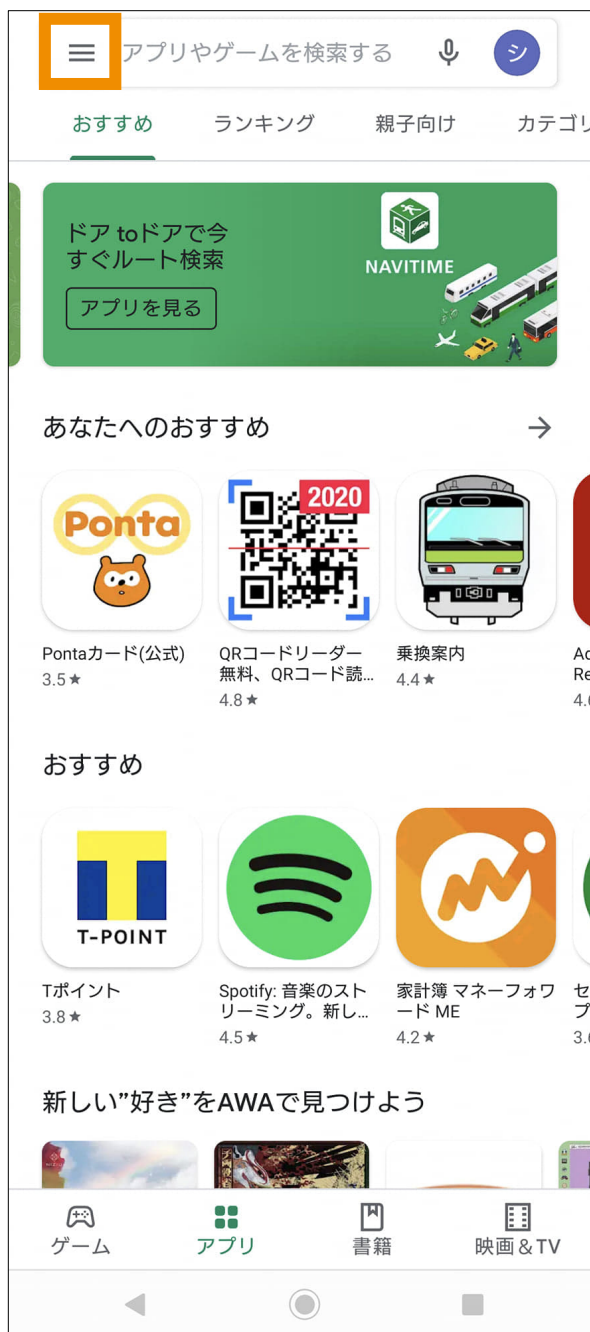 アプリやゲームを検索する
シ
おすすめ
ランキング
親子向け
カテゴリ
ドア toドアで今
すぐルート検索
アプリを見る
NAVITIME
あなたへのおすすめ
Ponta
2020
Pontaカード(公式)
3.5★
QRコードリーダー
無料、QRコード読...
4.8★
乗換案内
4.4★
おすすめ
T-POINT
Tポイント
3.8★
Spotify: 音楽のスト
リーミング。新し...
4.5★
家計簿 マネーフォワ
ード ME
4.2★
セ
プ
新しい”好き”をAWAで見つけよう
ゲーム
アプリ
書籍
映画＆TV